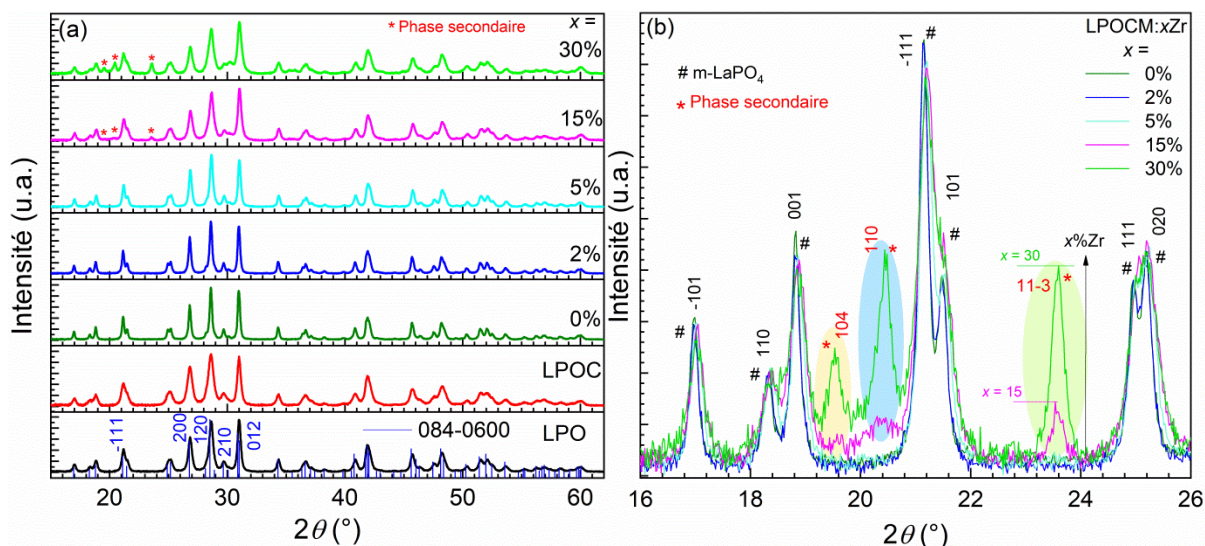 (a)
* Phase secondaire
x =
30%
15%
5%
2%
0%
LPOC
LPO
-111
200
120
210
012
084-0600
Intensité (u.a.)
Intensité (u.a.)
20 30 40 50 60
2θ (°)
(b)
LPOCM:xZr
x =
0%
2%
5%
15%
30%
# m-LaPO4
* Phase secondaire
-101
#
110
#
001
#
* 104
110
*
-111
#
101
#
x%Zr
x = 30
11-3 *
x = 15
111
#
020
#
16 18 20 22 24 26
2θ (°)
Intensité (u.a.)